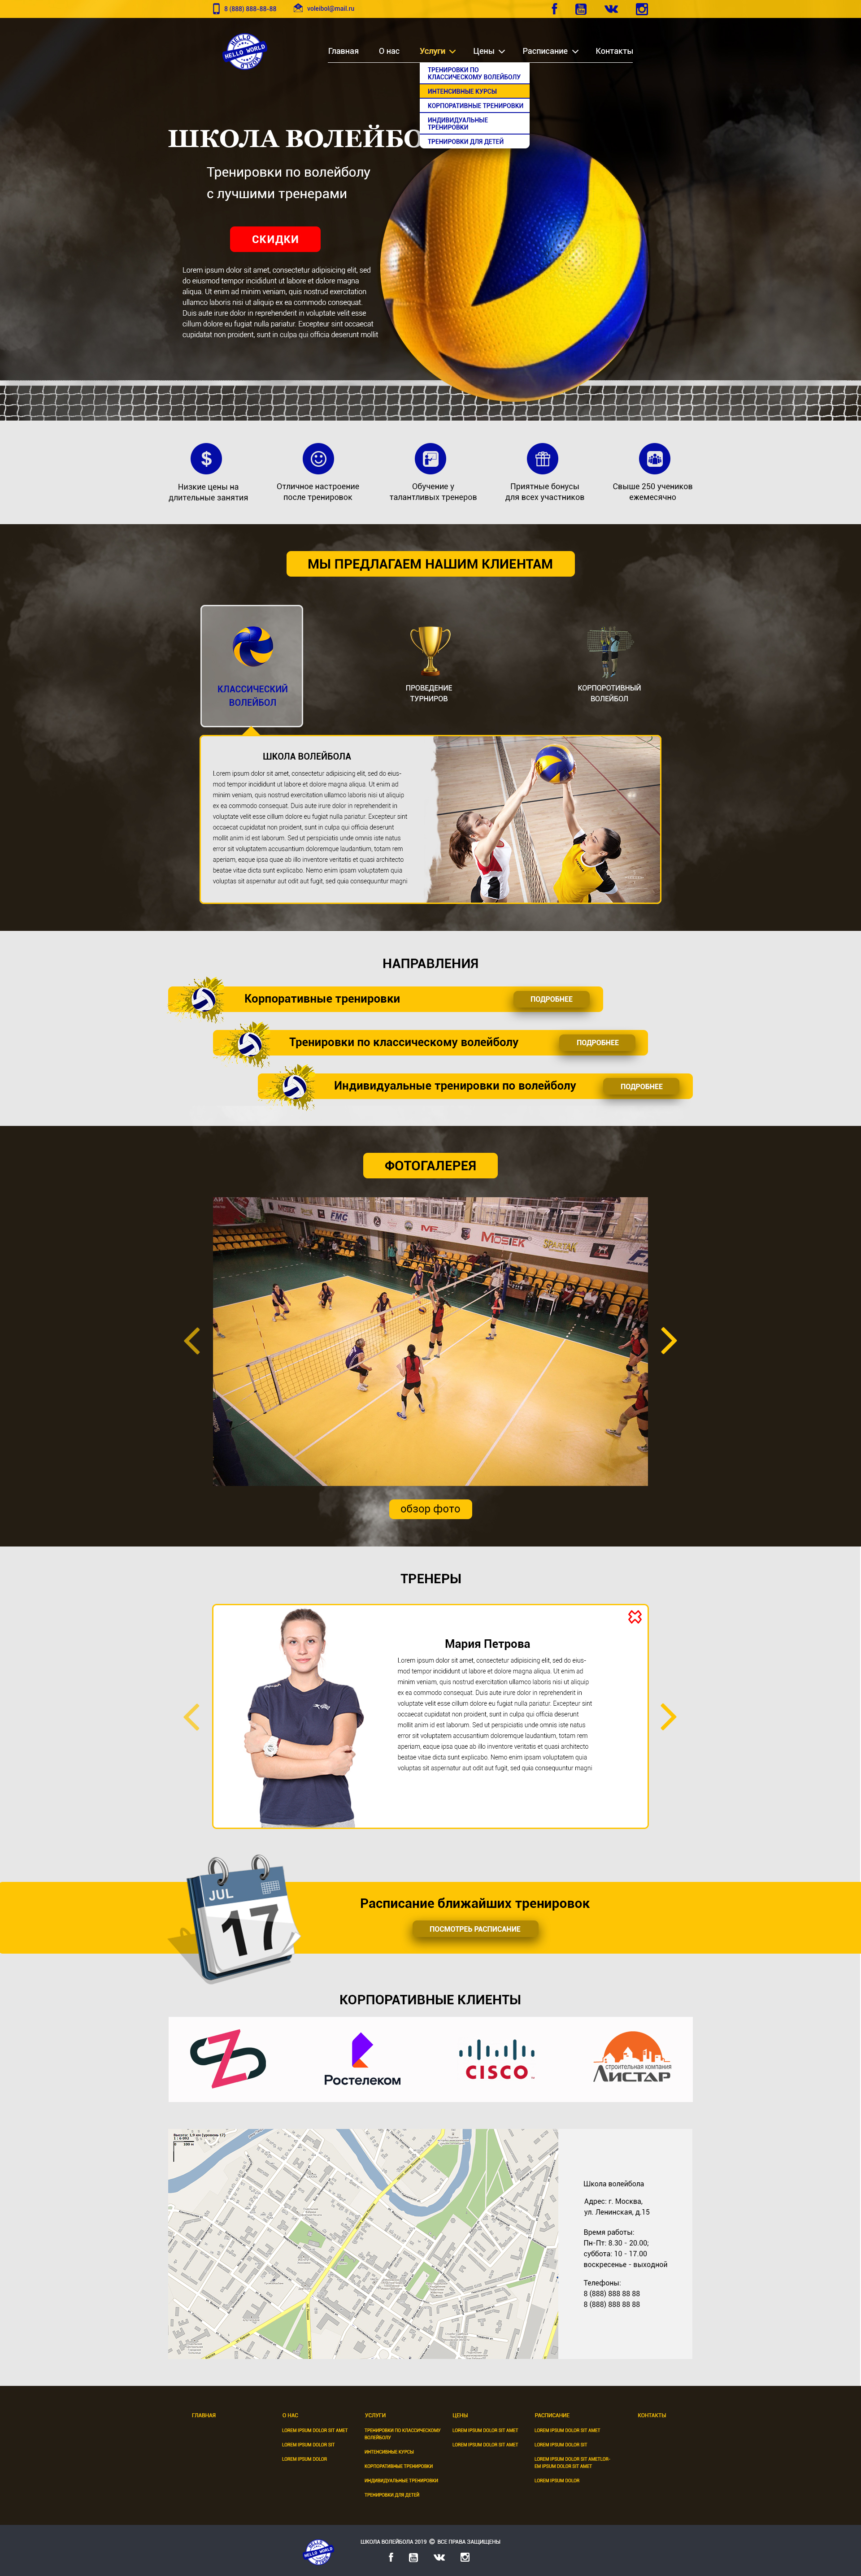 8 (888) 888-88-88
voleibol@mail.ru
HELLO
HELLO WORLD
Главная
О нас
Услуги
Цены
Расписание
Контакты
ТРЕНИРОВКИ ПО
КЛАССИЧЕСКОМУ ВОЛЕЙБОЛУ
ИНТЕНСИВНЫЕ КУРСЫ
КОРПОРАТИВНЫЕ ТРЕНИРОВКИ
ИНДИВИДУАЛЬНЫЕ
ТРЕНИРОВКИ
ТРЕНИРОВКИ ДЛЯ ДЕТЕЙ
ШКОЛА ВОЛЕЙБО
Тренировки по волейболу
с лучшими тренерами
СКИДКИ
Lorem ipsum dolor sit amet, consectetur adipisicing elit, sed
do eiusmod tempor incididunt ut labore et dolore magna
aliqua. Ut enim ad minim veniam, quis nostrud exercitation
ullamco laboris nisi ut aliquip ex ea commodo consequat.
Duis aute irure dolor in reprehenderit in voluptate velit esse
cillum dolore eu fugiat nulla pariatur. Excepteur sint occaecat
cupidatat non proident, sunt in culpa qui officia deserunt mollit
Низкие цены на
длительные занятия
Отличное настроение
после тренировок
Обучение у
талантливых тренеров
Приятные бонусы
для всех участников
Свыше 250 учеников
ежемесячно
МЫ ПРЕДЛАГАЕМ НАШИМ КЛИЕНТАМ
КЛАССИЧЕСКИЙ
ВОЛЕЙБОЛ
ПРОВЕДЕНИЕ
ТУРНИРОВ
КОРПОРОТИВНЫЙ
ВОЛЕЙБОЛ
ШКОЛА ВОЛЕЙБОЛА
Lorem ipsum dolor sit amet, consectetur adipisicing elit, sed do eius-
mod tempor incididunt ut labore et dolore magna aliqua. Ut enim ad
minim veniam, quis nostrud exercitation ullamco laboris nisi ut aliquip
ex ea commodo consequat. Duis aute irure dolor in reprehenderit in
voluptate velit esse cillum dolore eu fugiat nulla pariatur. Excepteur sint
occaecat cupidatat non proident, sunt in culpa qui officia deserunt
mollit anim id est laborum. Sed ut perspiciatis unde omnis iste natus
error sit voluptatem accusantium doloremque laudantium, totam rem
aperiam, eaque ipsa quae ab illo inventore veritatis et quasi architecto
beatae vitae dicta sunt explicabo. Nemo enim ipsam voluptatem quia
voluptas sit aspernatur aut odit aut fugit, sed quia consequuntur magni
НАПРАВЛЕНИЯ
Корпоративные тренировки
ПОДРОБНЕЕ
Тренировки по классическому волейболу
ПОДРОБНЕЕ
Индивидуальные тренировки по волейболу
ПОДРОБНЕЕ
ФОТОГАЛЕРЕЯ
FMC
MOSTEK
SPARTAK
обзор фото
ТРЕНЕРЫ
Мария Петрова
Lorem ipsum dolor sit amet, consectetur adipisicing elit, sed do eius-
mod tempor incididunt ut labore et dolore magna aliqua. Ut enim ad
minim veniam, quis nostrud exercitation ullamco laboris nisi ut aliquip
ex ea commodo consequat. Duis aute irure dolor in reprehenderit in
voluptate velit esse cillum dolore eu fugiat nulla pariatur. Excepteur sint
occaecat cupidatat non proident, sunt in culpa qui officia deserunt
mollit anim id est laborum. Sed ut perspiciatis unde omnis iste natus
error sit voluptatem accusantium doloremque laudantium, totam rem
aperiam, eaque ipsa quae ab illo inventore veritatis et quasi architecto
beatae vitae dicta sunt explicabo. Nemo enim ipsam voluptatem quia
voluptas sit aspernatur aut odit aut fugit, sed quia consequuntur magni
JUL
17
Расписание ближайших тренировок
ПОСМОТРЕЬ РАСПИСАНИЕ
КОРПОРАТИВНЫЕ КЛИЕНТЫ
Ростелеком
CISCO
строительная компания
ЛИСТАР
Школа волейбола
Адрес: г. Москва,
ул. Ленинская, д.15
Время работы:
Пн-Пт: 8.30 - 20.00;
суббота: 10 - 17.00
воскресенье - выходной
Телефоны:
8 (888) 888 88 88
8 (888) 888 88 88
ГЛАВНАЯ
О НАС
LOREM IPSUM DOLOR SIT AMET
LOREM IPSUM DOLOR SIT
LOREM IPSUM DOLOR
УСЛУГИ
ТРЕНИРОВКИ ПО КЛАССИЧЕСКОМУ
ВОЛЕЙБОЛУ
ИНТЕНСИВНЫЕ КУРСЫ
КОРПОРАТИВНЫЕ ТРЕНИРОВКИ
ИНДИВИДУАЛЬНЫЕ ТРЕНИРОВКИ
ТРЕНИРОВКИ ДЛЯ ДЕТЕЙ
ЦЕНЫ
LOREM IPSUM DOLOR SIT AMET
LOREM IPSUM DOLOR SIT AMET
РАСПИСАНИЕ
LOREM IPSUM DOLOR SIT AMET
LOREM IPSUM DOLOR SIT
LOREM IPSUM DOLOR SIT AMETLOR-
EM IPSUM DOLOR SIT AMET
LOREM IPSUM DOLOR
КОНТАКТЫ
HELLO
HELLO WORLD
ШКОЛА ВОЛЕЙБОЛА 2019 © ВСЕ ПРАВА ЗАЩИЩЕНЫ